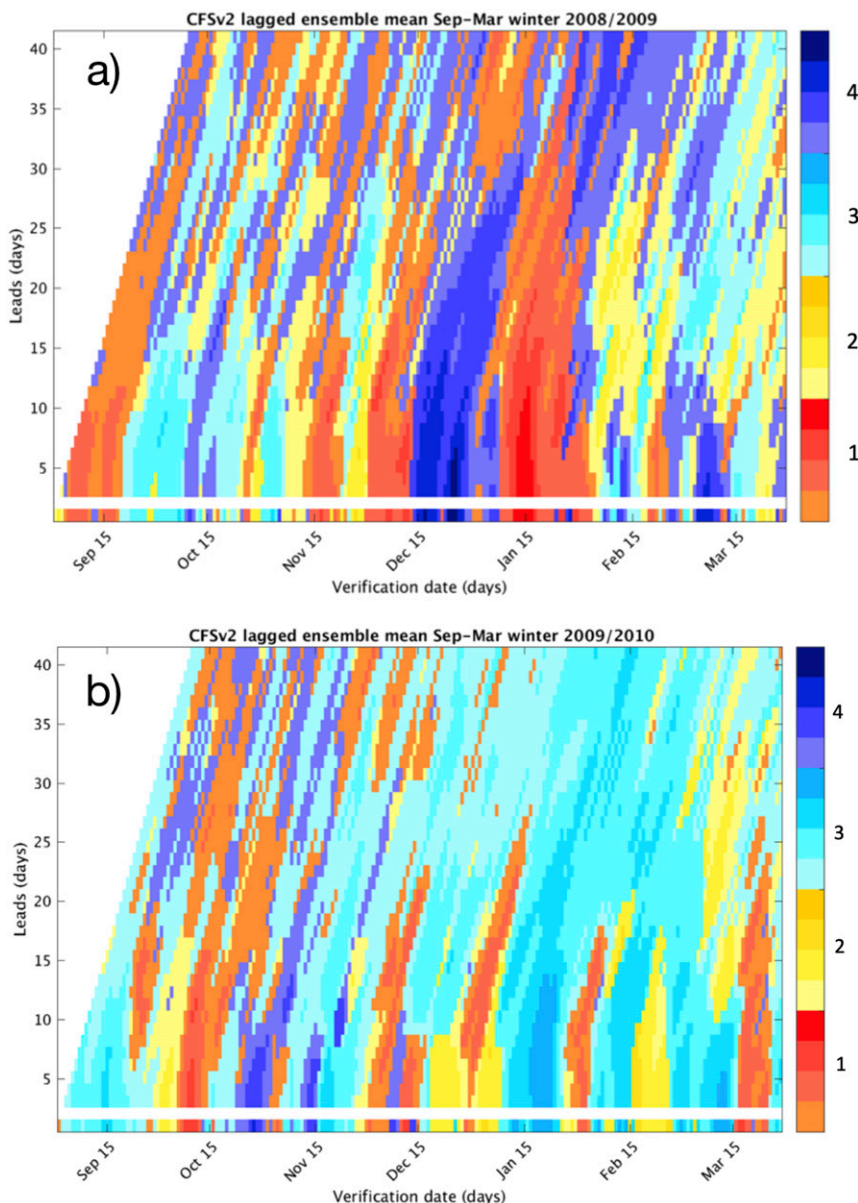 CFSv2 lagged ensemble mean Sep-Mar winter 2008/2009
a)
40
35
30
25
20
15
10
5
Leads (days)
Sep 15
Oct 15
Nov 15
Dec 15
Jan 15
Feb 15
Mar 15
Verification date (days)
4
3
2
1
CFSv2 lagged ensemble mean Sep-Mar winter 2009/2010
b)
40
35
30
25
20
15
10
5
Leads (days)
Sep 15
Oct 15
Nov 15
Dec 15
Jan 15
Feb 15
Mar 15
Verification date (days)
4
3
2
1